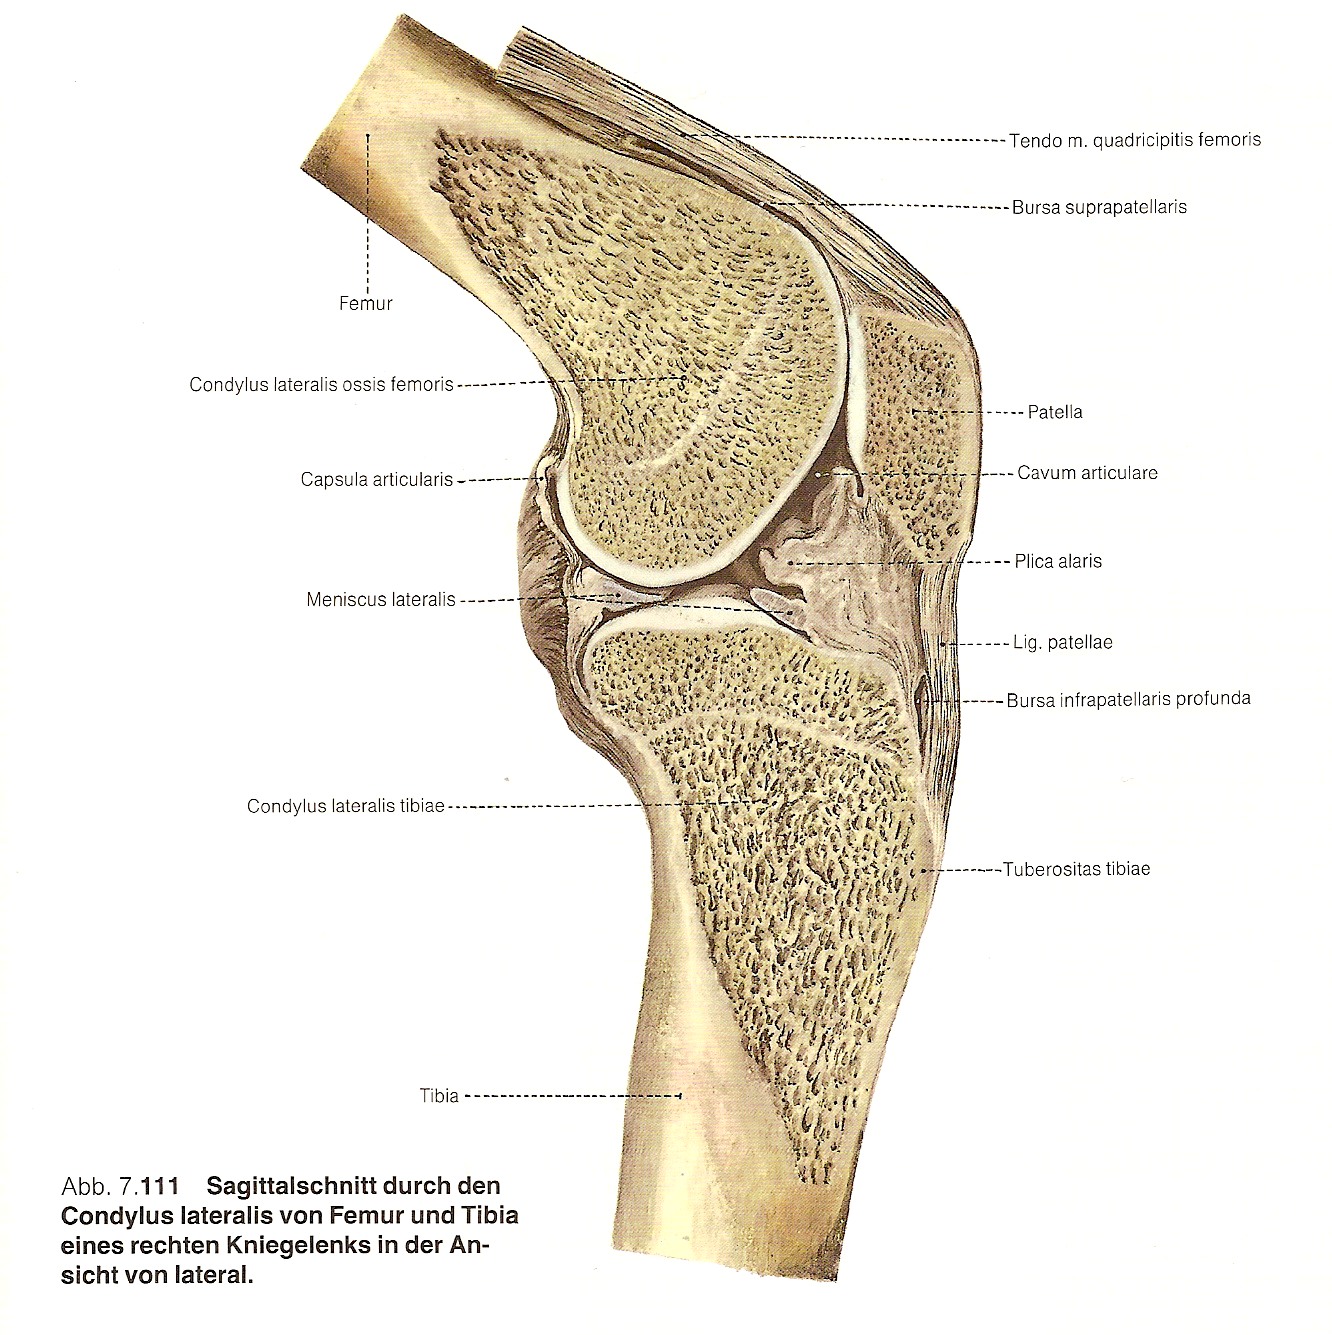 Tendo m. quadricipitis femoris
Bursa suprapatellaris
Femur
Condylus lateralis ossis femoris
Patella
Capsula articularis
Cavum articulare
Plica alaris
Meniscus lateralis
Lig. patellae
Bursa infrapatellaris profunda
Condylus lateralis tibiae
Tuberositas tibiae
Tibia
Abb. 7.111 Sagittalschnitt durch den
Condylus lateralis von Femur und Tibia
eines rechten Kniegelenks in der An-
sicht von lateral.